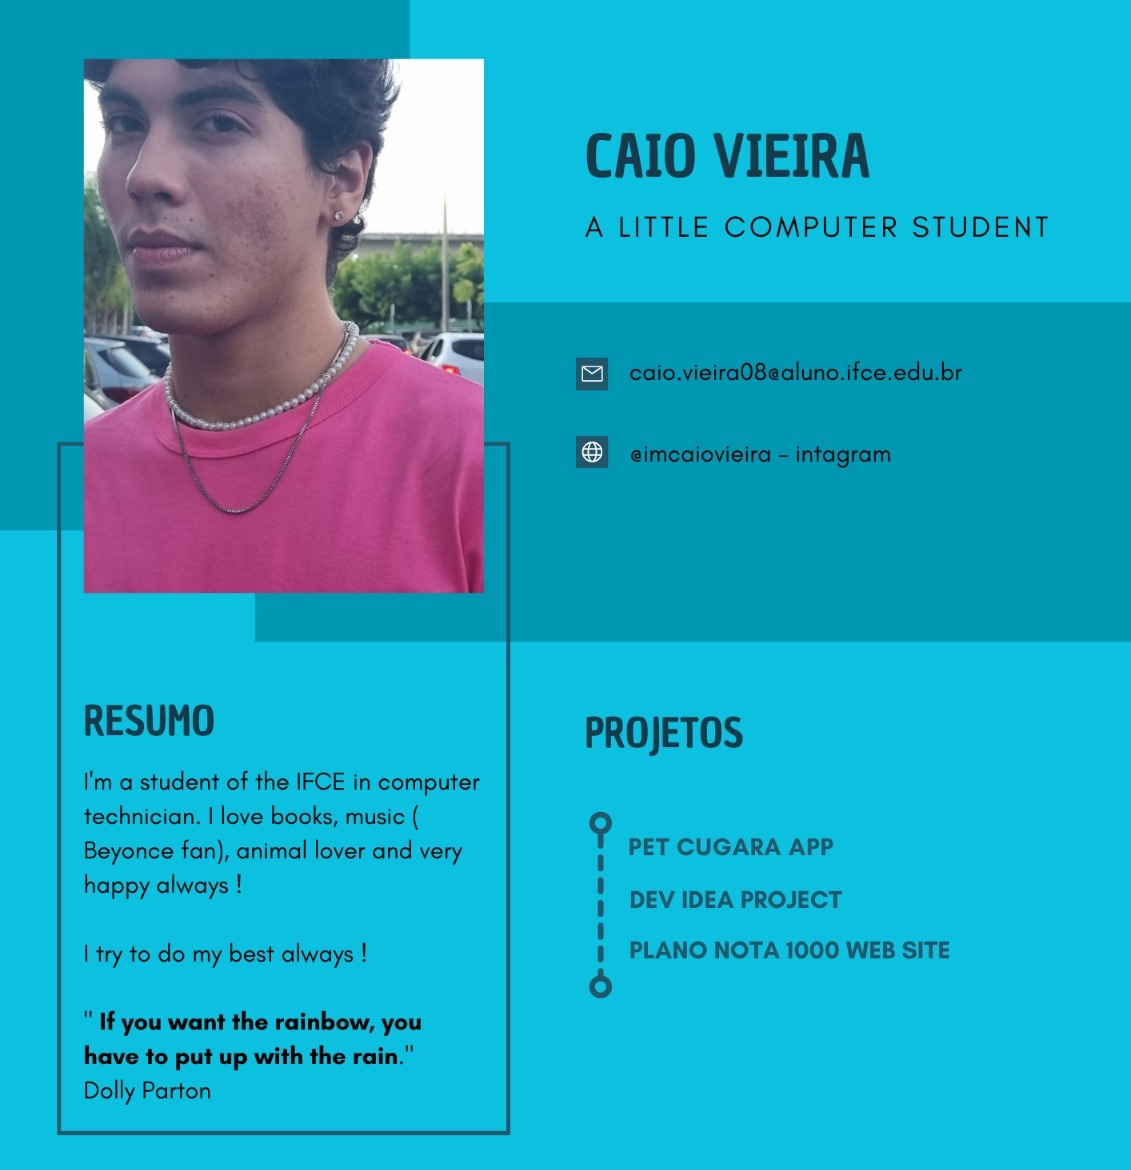 CAIO VIEIRA
A LITTLE COMPUTER STUDENT
caio.vieira08@aluno.ifce.edu.br
@imcaiovieira - intagram
RESUMO
I'm a student of the IFCE in computer
technician. I love books, music (
Beyonce fan), animal lover and very
happy always !
I try to do my best always !
" If you want the rainbow, you
have to put up with the rain."
Dolly Parton
PROJETOS
PET CUGARA APP
DEV IDEA PROJECT
PLANO NOTA 1000 WEB SITE